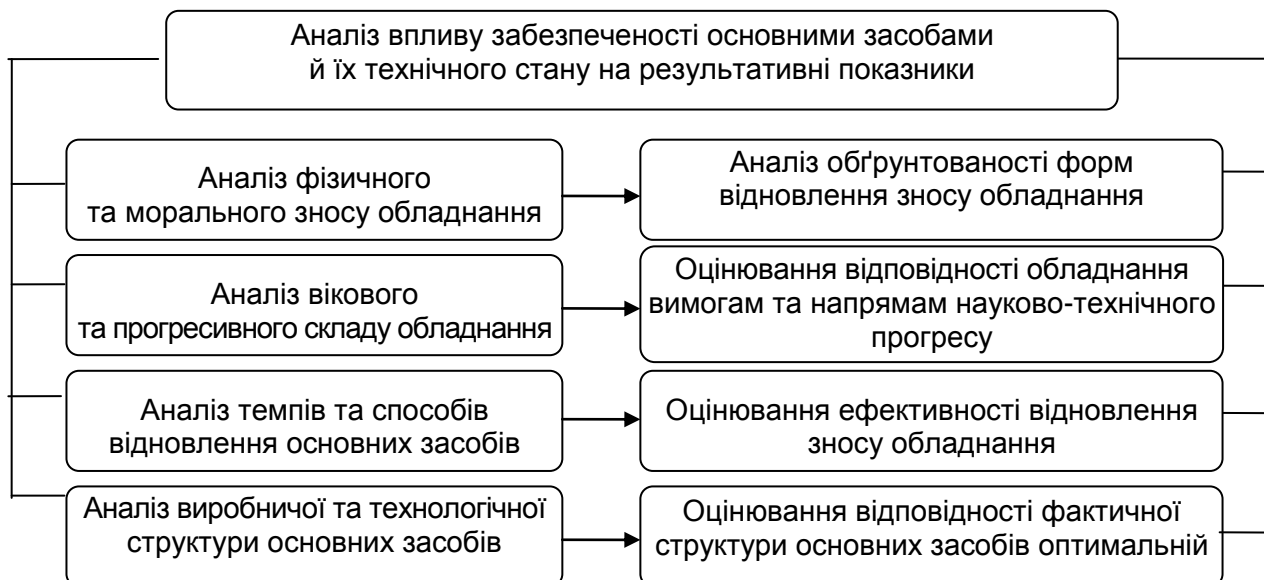 Аналіз впливу забезпеченості основними засобами
й їх технічного стану на результативні показники
Аналіз фізичного
та морального зносу обладнання
Аналіз обґрунтованості форм
відновлення зносу обладнання
Аналіз вікового
та прогресивного складу обладнання
Оцінювання відповідності обладнання
вимогам та напрямам науково-технічного
прогресу
Аналіз темпів та способів
відновлення основних засобів
Оцінювання ефективності відновлення
зносу обладнання
Аналіз виробничої та технологічної
структури основних засобів
Оцінювання відповідності фактичної
структури основних засобів оптимальній